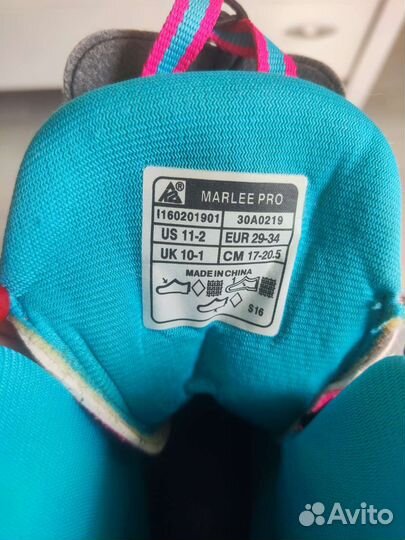 ® MARLEE PRO
I160201901 30A0219
US 11-2 EUR 29-34
UK 10-1 CM 17-20.5
MADE IN CHINA
S16
Avito